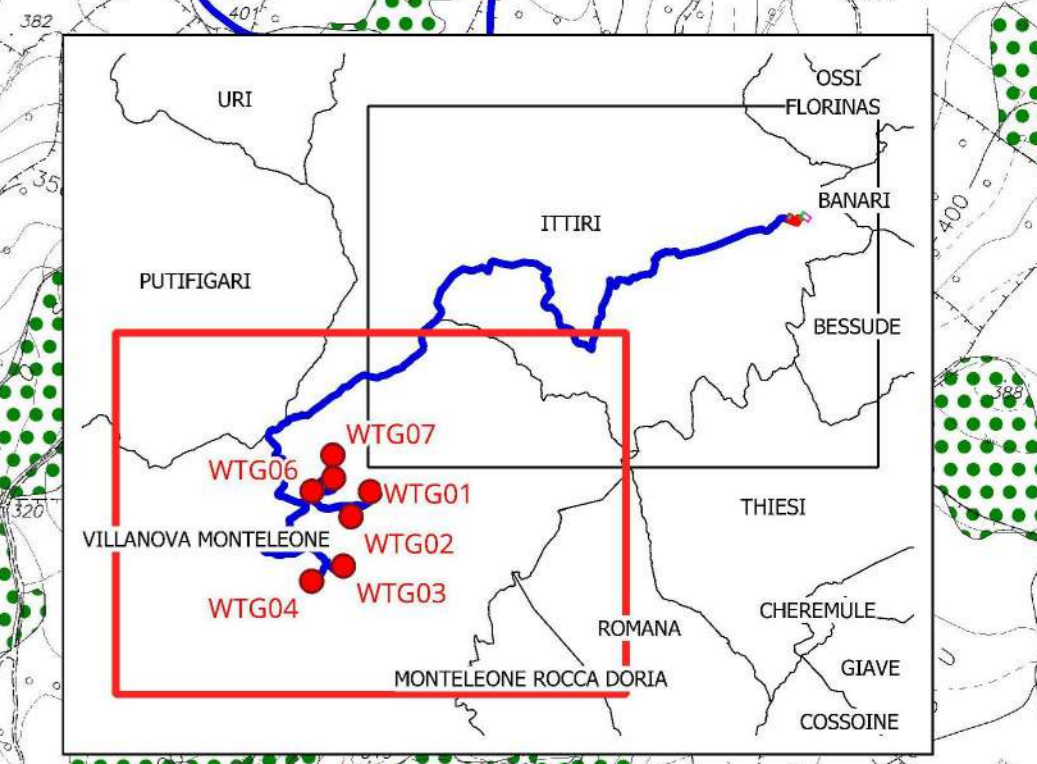 382
401
OSSI
URI
FLORINAS
BANARI
400
ITTIRI
PUTIFIGARI
BESSUDE
388
WTG07
WTG06
WTG01
320
THIESI
VILLANOVA MONTELEONE
WTG02
WTG03
WTG04
CHEREMULE
ROMANA
GIAVE
MONTELEONE ROCCA DORIA
COSSOINE